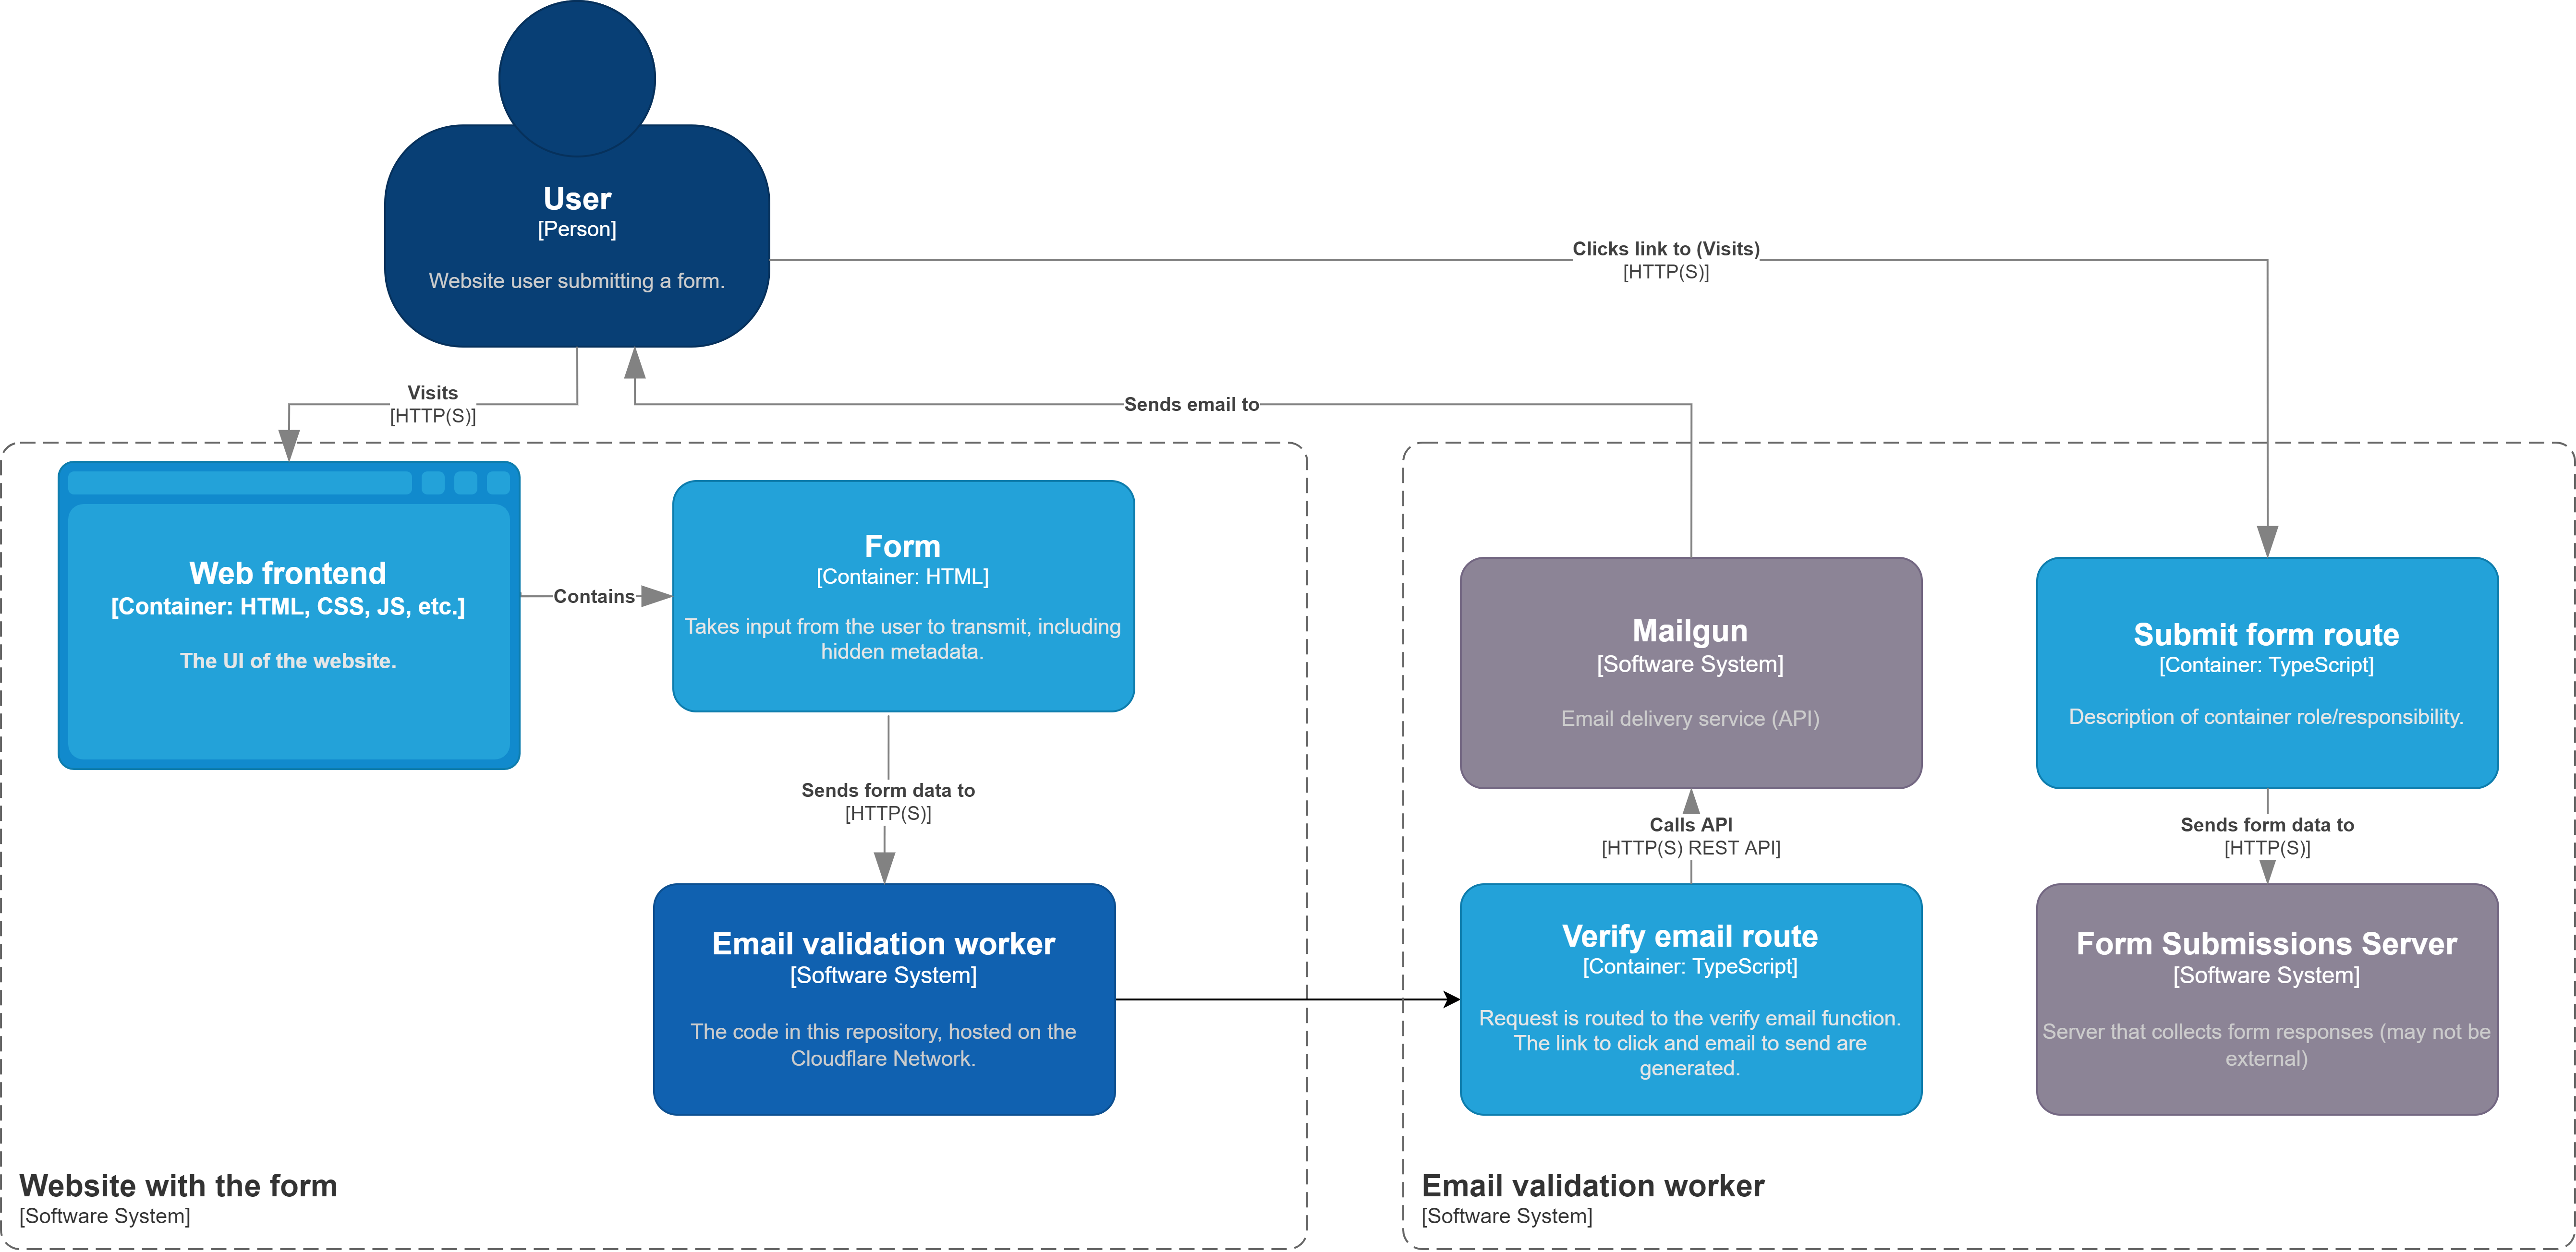 User
[Person]
Website user submitting a form.
Clicks link to (Visits)
[HTTP(S)]
Visits
[HTTP(S)]
Sends email to
Web frontend
[Container: HTML, CSS, JS, etc.]
The UI of the website.
Contains
Form
[Container: HTML]
Takes input from the user to transmit, including
hidden metadata.
Sends form data to
[HTTP(S)]
Email validation worker
[Software System]
The code in this repository, hosted on the
Cloudflare Network.
Website with the form
[Software System]
Mailgun
[Software System]
Email delivery service (API)
Calls API
[HTTP(S) REST API]
Verify email route
[Container: TypeScript]
Request is routed to the verify email function.
The link to click and email to send are
generated.
Submit form route
[Container: TypeScript]
Description of container role/responsibility.
Sends form data to
[HTTP(S)]
Form Submissions Server
[Software System]
Server that collects form responses (may not be
external)
Email validation worker
[Software System]